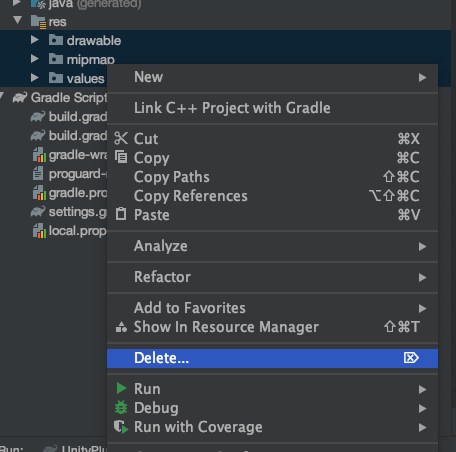 java (generated)
res
drawable
mipmap
values
New
Gradle Script
Link C++ Project with Gradle
build.grad
Cut ⌘X
build.grad
Copy ⌘C
gradle-wra
Copy Paths ⇧⌘C
proguard-
Copy References ⌥⇧⌘C
gradle.pro
Paste ⌘V
settings.g
local.prop
Analyze
Refactor
Add to Favorites
Show In Resource Manager ⇧⌘T
Delete... ⌦
Run
Debug
Run with Coverage
Run: UnityPlu